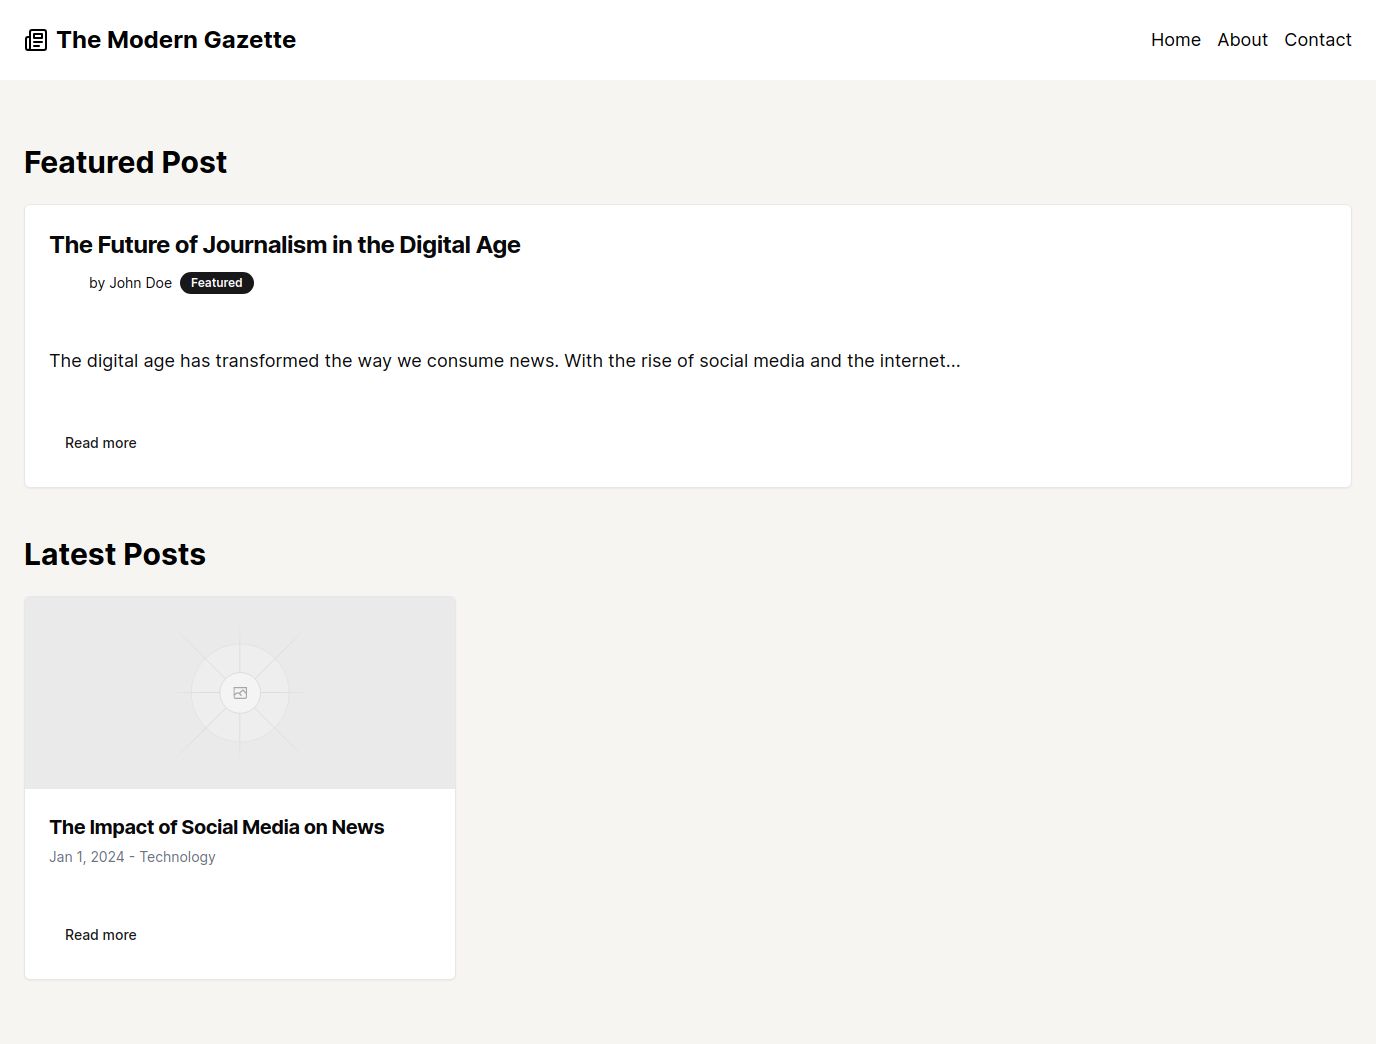 The Modern Gazette
Home About Contact
Featured Post
The Future of Journalism in the Digital Age
by John Doe Featured
The digital age has transformed the way we consume news. With the rise of social media and the internet...
Read more
Latest Posts
The Impact of Social Media on News
Jan 1, 2024 - Technology
Read more